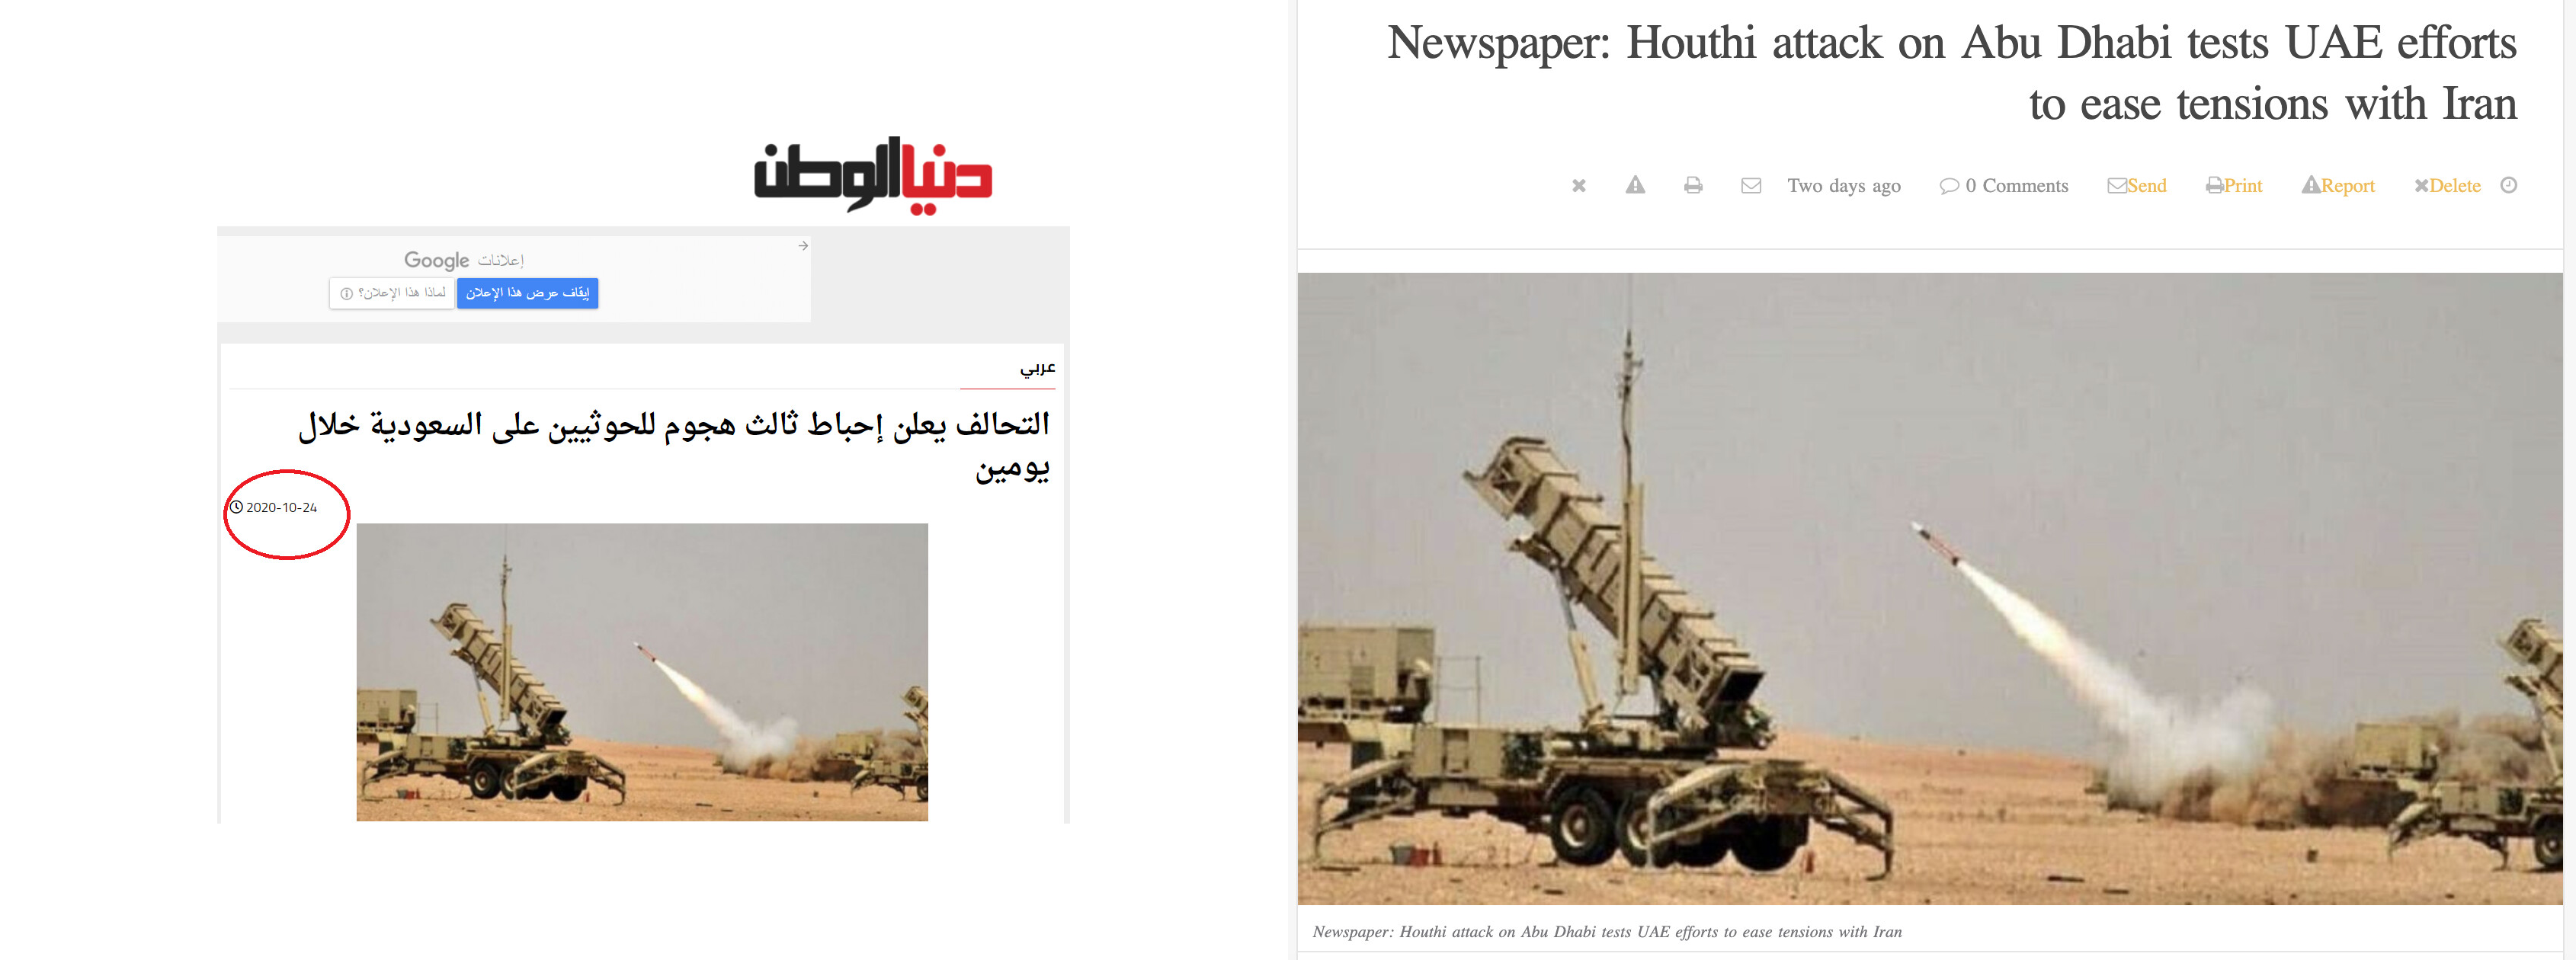 دنيا الوطن
إعلانات Google
إيقاف عرض هذا الإعلان
لماذا هذا الإعلان؟
عربي
التحالف يعلن إحباط ثالث هجوم للحوثيين على السعودية خلال
يومين
2020-10-24
Newspaper: Houthi attack on Abu Dhabi tests UAE efforts
to ease tensions with Iran
Two days ago 0 Comments Send Print Report Delete
Newspaper: Houthi attack on Abu Dhabi tests UAE efforts to ease tensions with Iran